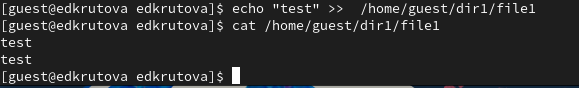 [guest@edkrutova edkrutova]$ echo "test" >>  /home/guest/dir1/file1
[guest@edkrutova edkrutova]$ cat /home/guest/dir1/file1
test
test
[guest@edkrutova edkrutova]$